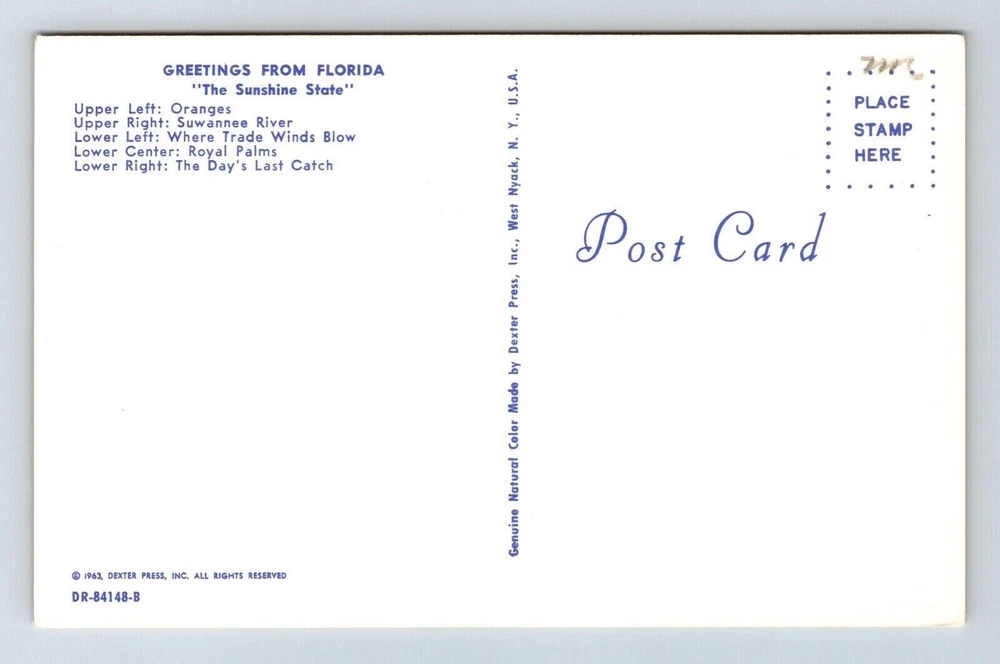 GREETINGS FROM FLORIDA
"The Sunshine State"
Upper Left: Oranges
Upper Right: Suwannee River
Lower Left: Where Trade Winds Blow
Lower Center: Royal Palms
Lower Right: The Day's Last Catch
© 1963, DEXTER PRESS, INC. ALL RIGHTS RESERVED
DR-84148-B
Genuine Natural Color Made by Dexter Press, Inc., West Nyack, N. Y., U.S.A.
PLACE
STAMP
HERE
Post Card